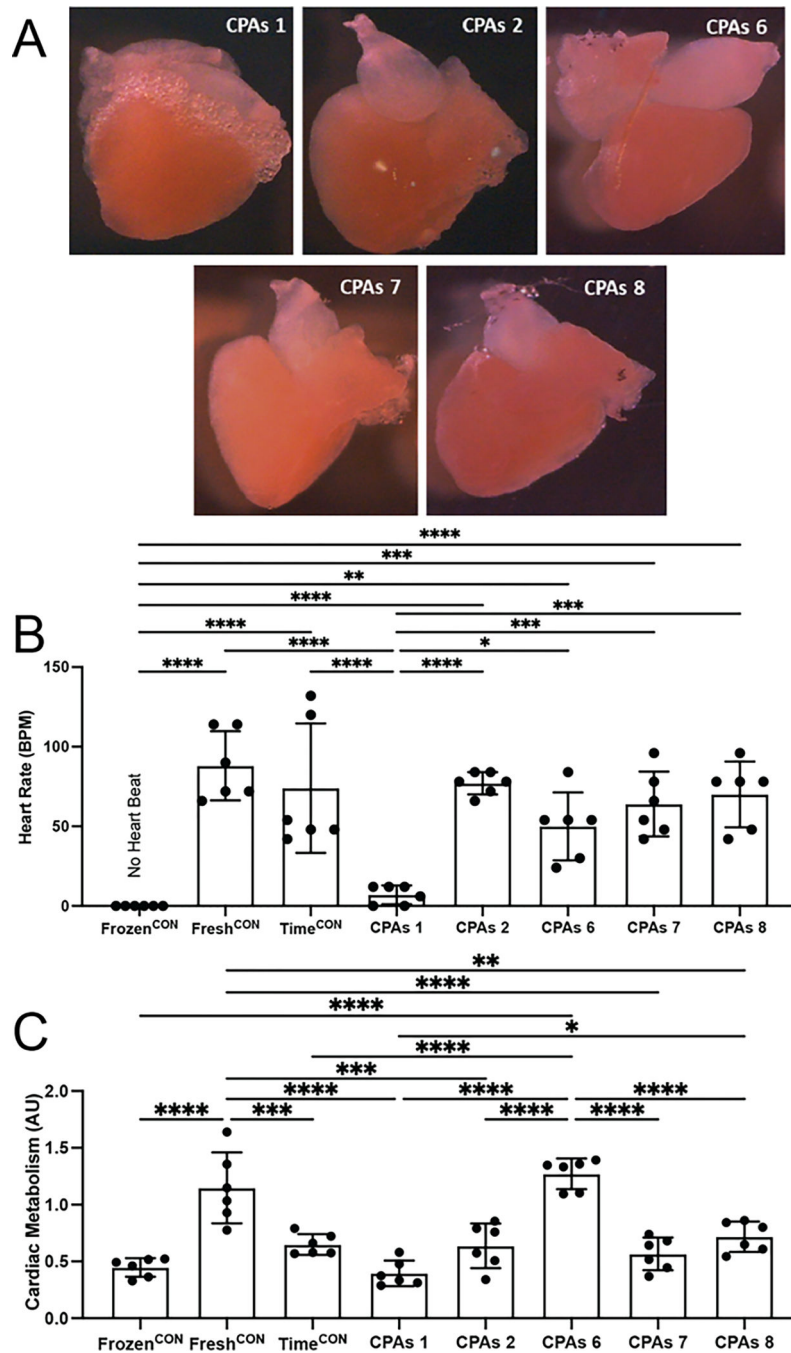 A
CPAs 1
CPAs 2
CPAs 6
CPAs 7
CPAs 8
****
***
**
****
***
****
***
****
*
B
****
****
****
150
100
50
0
Heart Rate (BPM)
No Heart Beat
FrozenCON
FreshCON
TimeCON
CPAs 1
CPAs 2
CPAs 6
CPAs 7
CPAs 8
**
****
****
C
*
****
***
****
****
****
****
***
****
****
2.0
1.5
1.0
0.5
0.0
Cardiac Metabolism (AU)
FrozenCON
FreshCON
TimeCON
CPAs 1
CPAs 2
CPAs 6
CPAs 7
CPAs 8